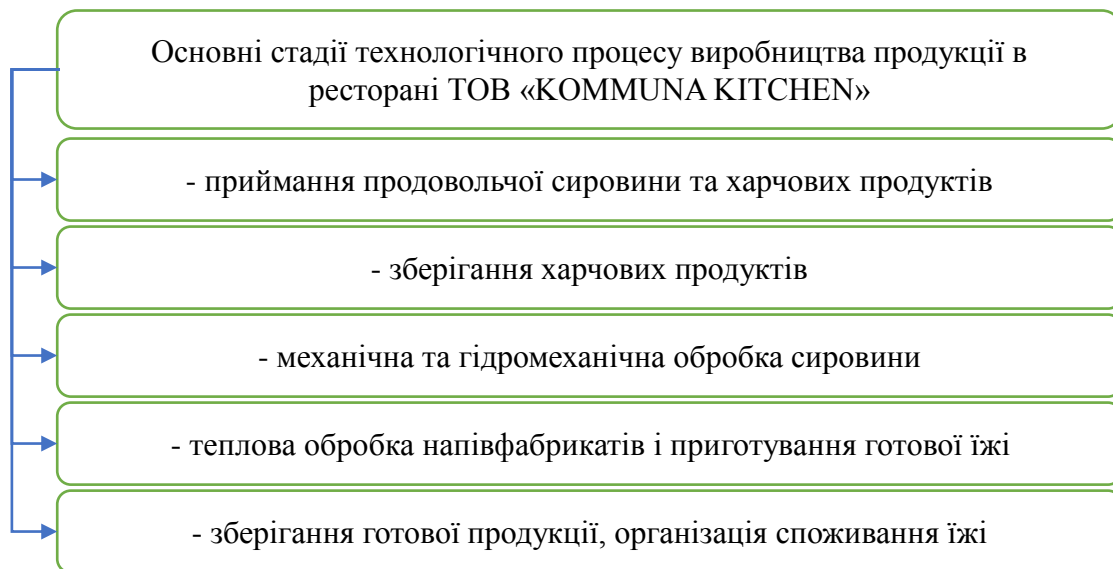 Основні стадії технологічного процесу виробництва продукції в
ресторані ТОВ «KOMMUNA KITCHEN»
- приймання продовольчої сировини та харчових продуктів
- зберігання харчових продуктів
- механічна та гідромеханічна обробка сировини
- теплова обробка напівфабрикатів і приготування готової їжі
- зберігання готової продукції, організація споживання їжі